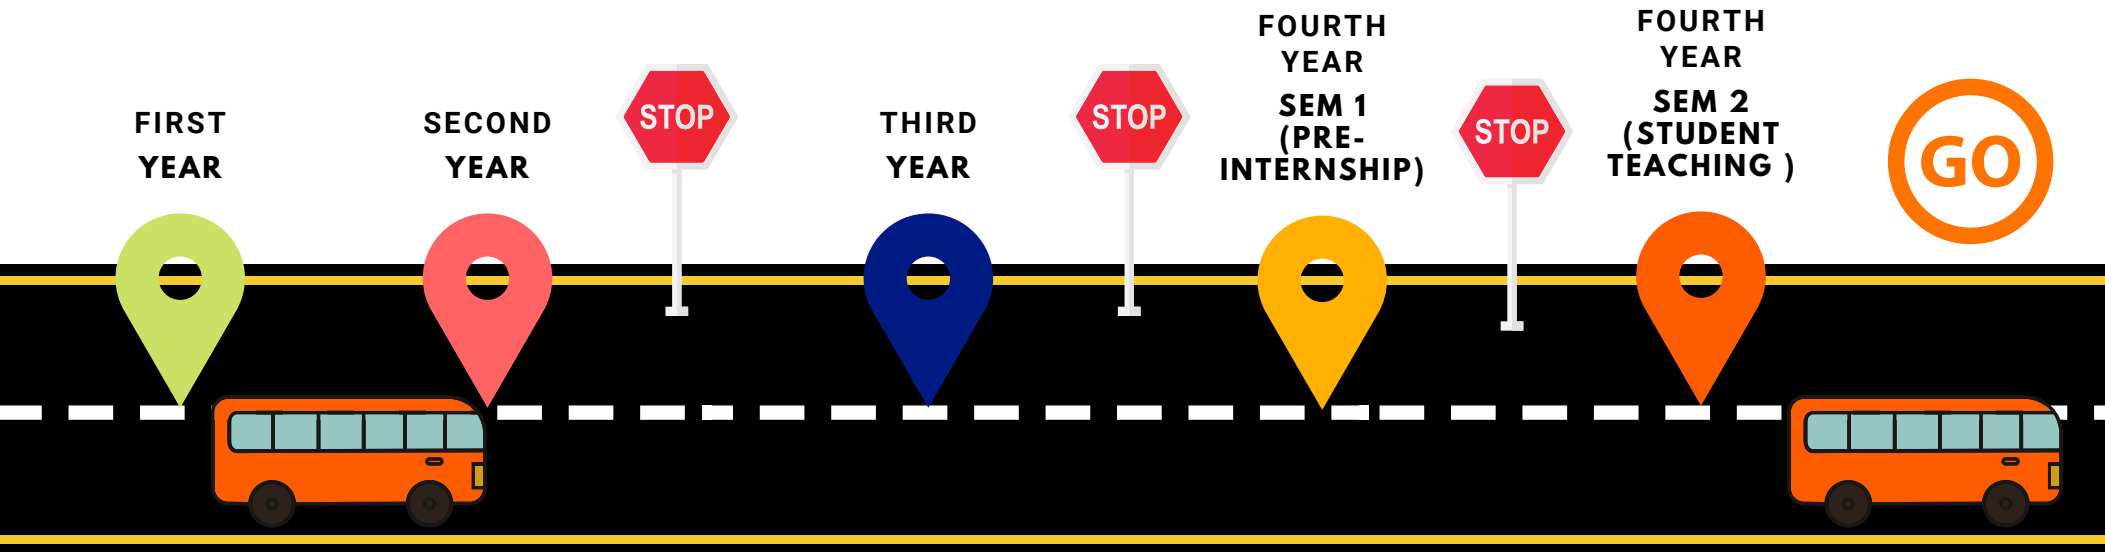 FIRST
YEAR
SECOND
YEAR
STOP
THIRD
YEAR
STOP
FOURTH
YEAR
SEM 1
(PRE-
INTERNSHIP)
STOP
FOURTH
YEAR
SEM 2
(STUDENT
TEACHING )
GO